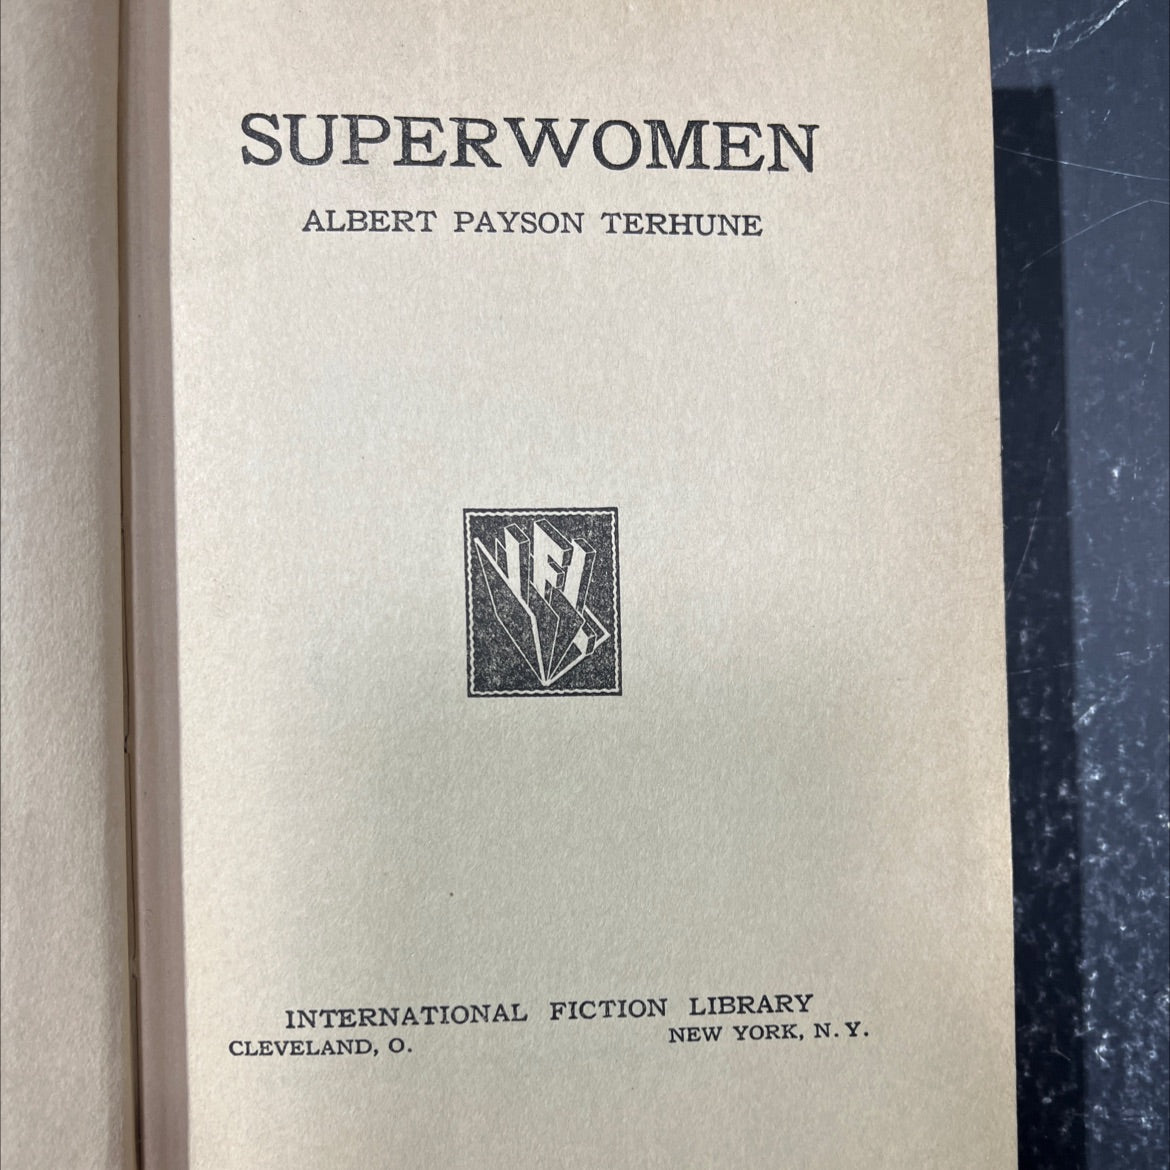 SUPERWOMEN
ALBERT PAYSON TERHUNE
IFL
INTERNATIONAL FICTION LIBRARY
CLEVELAND, O. NEW YORK, N. Y.